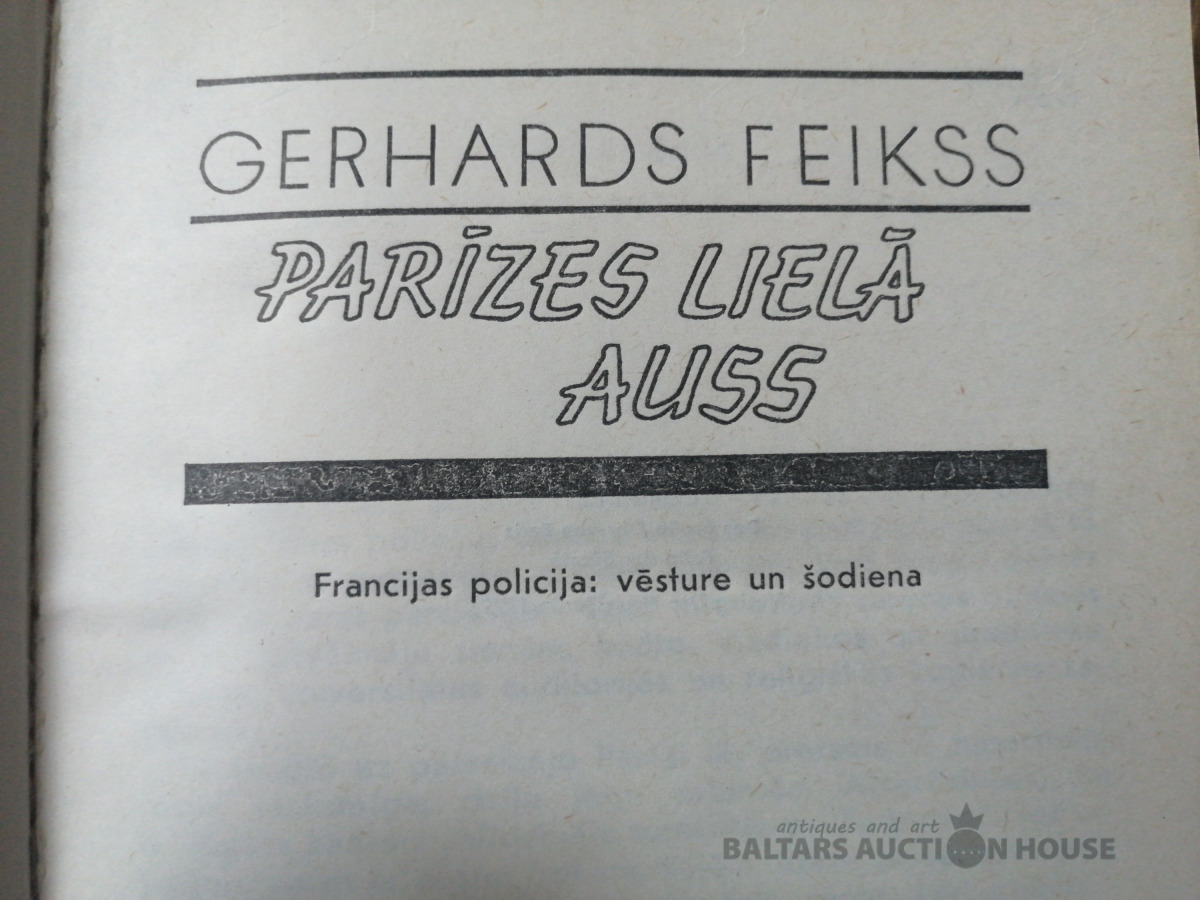 GERHARDS FEIKSS
PARĪZES LIELĀ
AUSS
Francijas policija: vēsture un šodiena
antiques and art
BALTARS AUCTION HOUSE